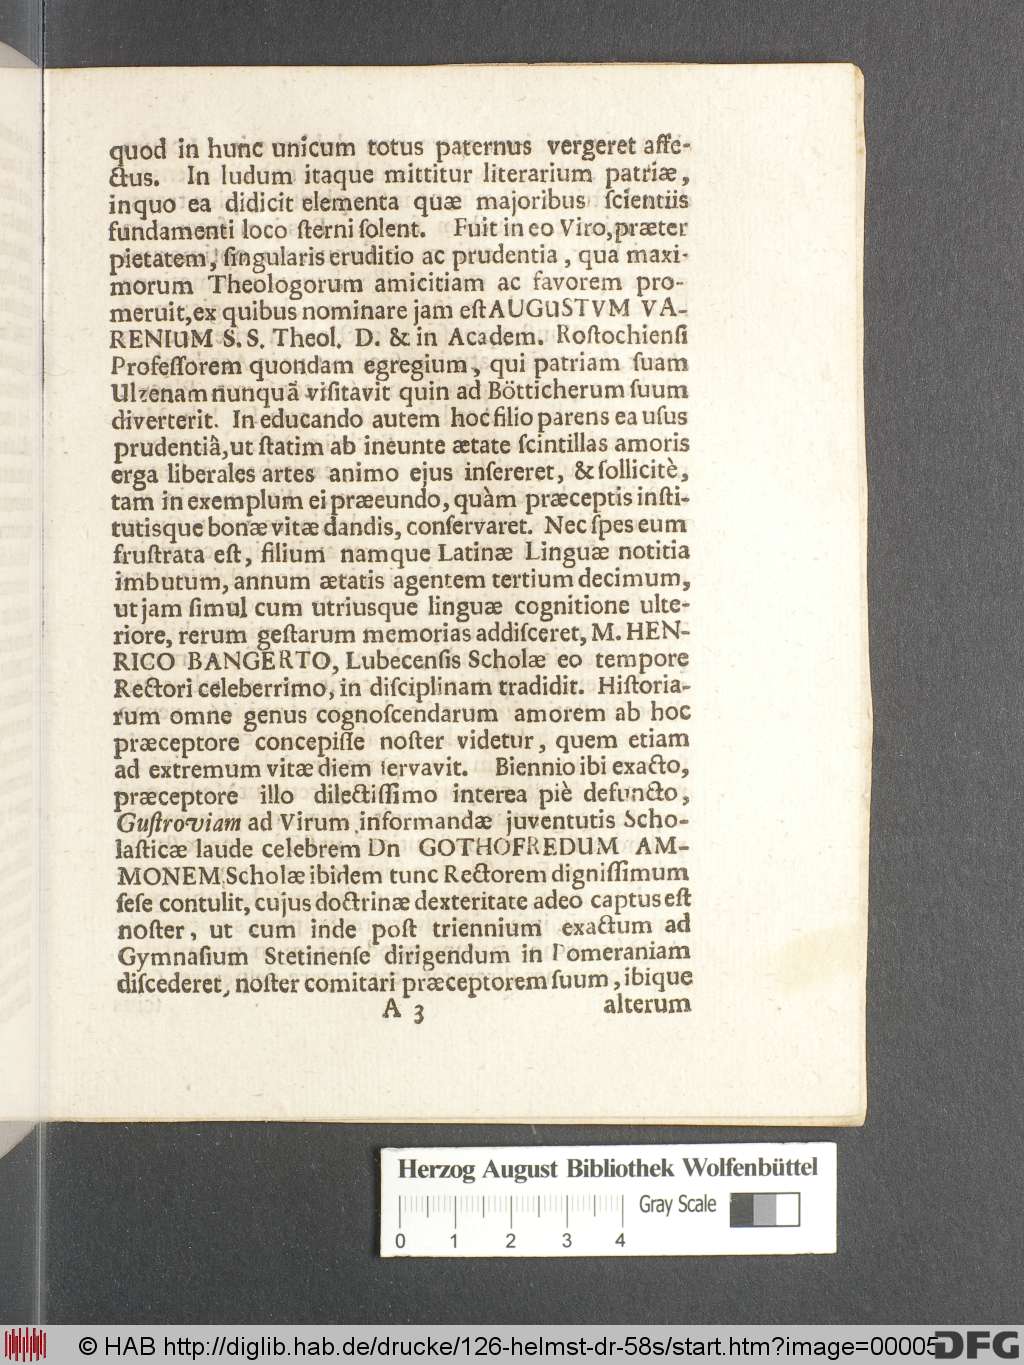 quod in hunc unicum totus paternus vergeret affe-
ctus. In ludum itaque mittitur literarium patriæ,
in quo ea didicit elementa quæ majoribus ſcientiis
fundamenti loco ſterni ſolent. Fuit in eo Viro, præter
pietatem, ſingularis eruditio ac prudentia, qua maxi-
morum Theologorum amicitiam ac favorem pro-
meruit, ex quibus nominare jam eſt AUGUSTVM VA-
RENIUM S. S. Theol. D. & in Academ. Roſtochienſi
Profeſſorem quondam egregium, qui patriam ſuam
Ulzenam nunquã viſitavit quin ad Bötticherum ſuum
diverterit. In educando autem hoc filio parens ea uſus
prudentiâ, ut ſtatim ab ineunte ætate ſcintillas amoris
erga liberales artes animo ejus inſereret, & ſollicitè,
tam in exemplum ei præeundo, quàm præceptis inſti-
tutisque bonæ vitæ dandis, conſervaret. Nec ſpes eum
fruſtrata eſt, filium namque Latinæ Linguæ notitia
imbutum, annum ætatis agentem tertium decimum,
ut jam ſimul cum utriusque linguæ cognitione ulte-
riore, rerum geſtarum memorias addiſceret, M. HEN-
RICO BANGERTO, Lubecenſis Scholæ eo tempore
Rectori celeberrimo, in diſciplinam tradidit. Hiſtoria-
rum omne genus cognoſcendarum amorem ab hoc
præceptore concepiſſe noſter videtur, quem etiam
ad extremum vitæ diem ſervavit. Biennio ibi exacto,
præceptore illo dilectiſſimo interea piè defuncto,
Guſtroviam ad Virum informandæ juventutis Scho-
laſticæ laude celebrem Dn GOTHOFREDUM AM-
MONEM Scholæ ibidem tunc Rectorem digniſſimum
ſeſe contulit, cujus doctrinæ dexteritate adeo captus eſt
noſter, ut cum inde poſt triennium exactum ad
Gymnaſium Stetinenſe dirigendum in Pomeraniam
diſcederet, noſter comitari præceptorem ſuum, ibique
A 3 alterum
Herzog August Bibliothek Wolfenbüttel
Gray Scale
0 1 2 3 4
© HAB http://diglib.hab.de/drucke/126-helmst-dr-58s/start.htm?image=00005
DFG